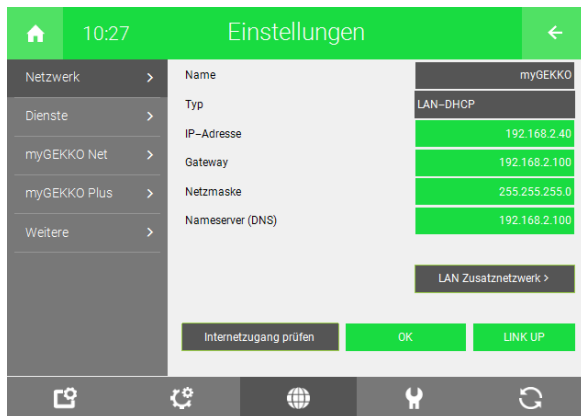 10:27 Einstellungen
Netzwerk
Dienste
myGEKKO Net
myGEKKO Plus
Weitere
Name myGEKKO
Typ LAN-DHCP
IP-Adresse 192.168.2.40
Gateway 192.168.2.100
Netzmaske 255.255.255.0
Nameserver (DNS) 192.168.2.100
LAN Zusatznetzwerk >
Internetzugang prüfen OK LINK UP